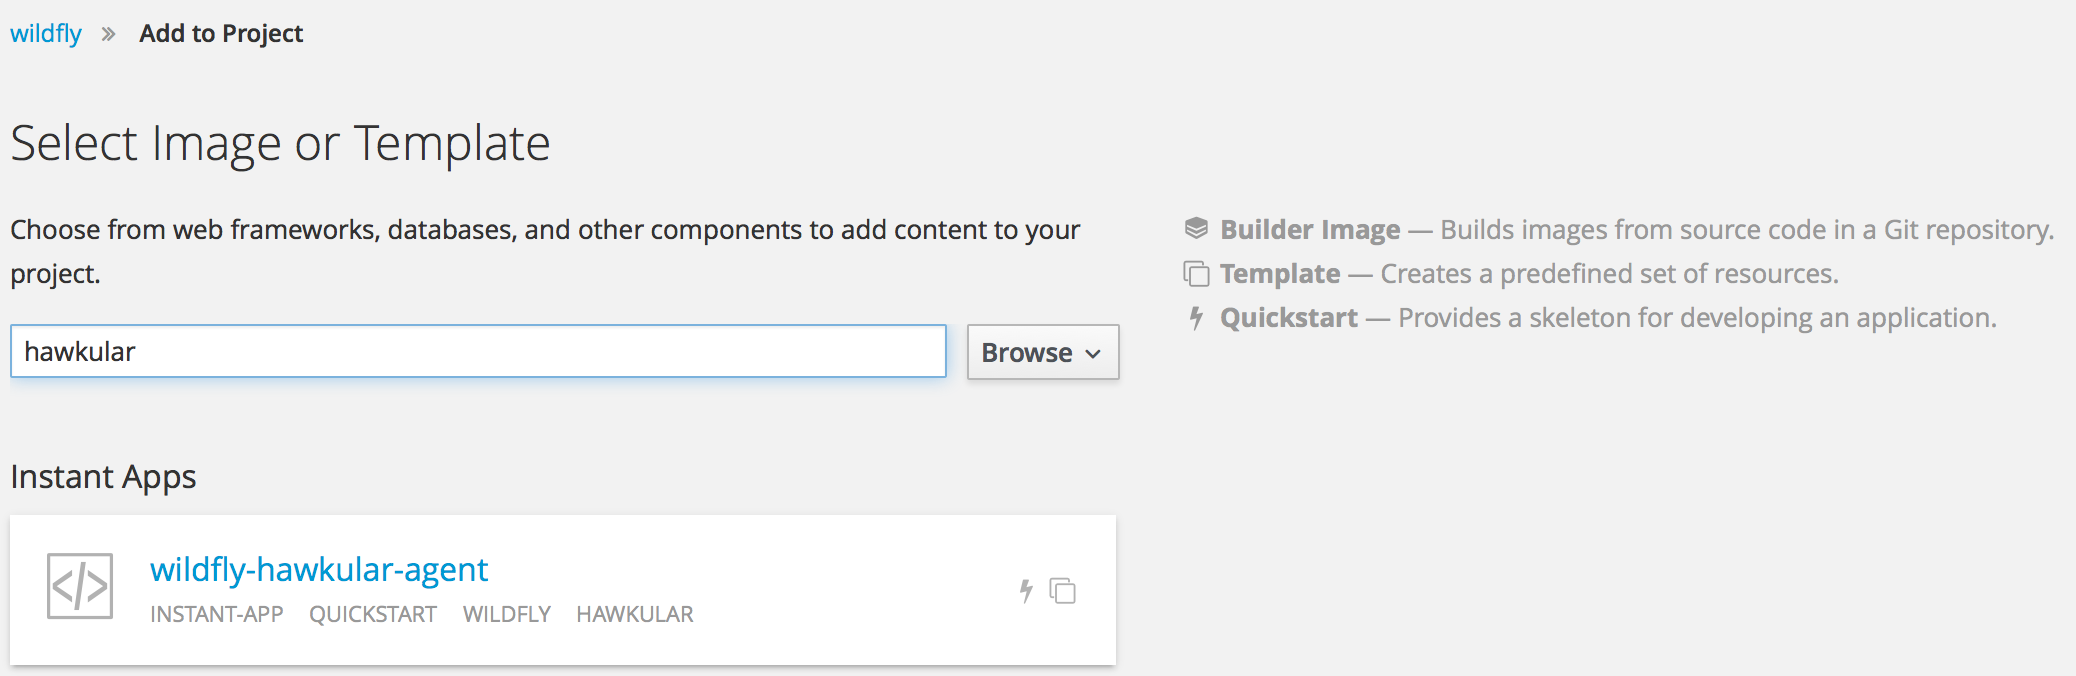 wildfly » Add to Project
Select Image or Template
Choose from web frameworks, databases, and other components to add content to your
project.
Builder Image — Builds images from source code in a Git repository.
Template — Creates a predefined set of resources.
Quickstart — Provides a skeleton for developing an application.
hawkular
Browse
Instant Apps
wildfly-hawkular-agent
INSTANT-APP QUICKSTART WILDFLY HAWKULAR